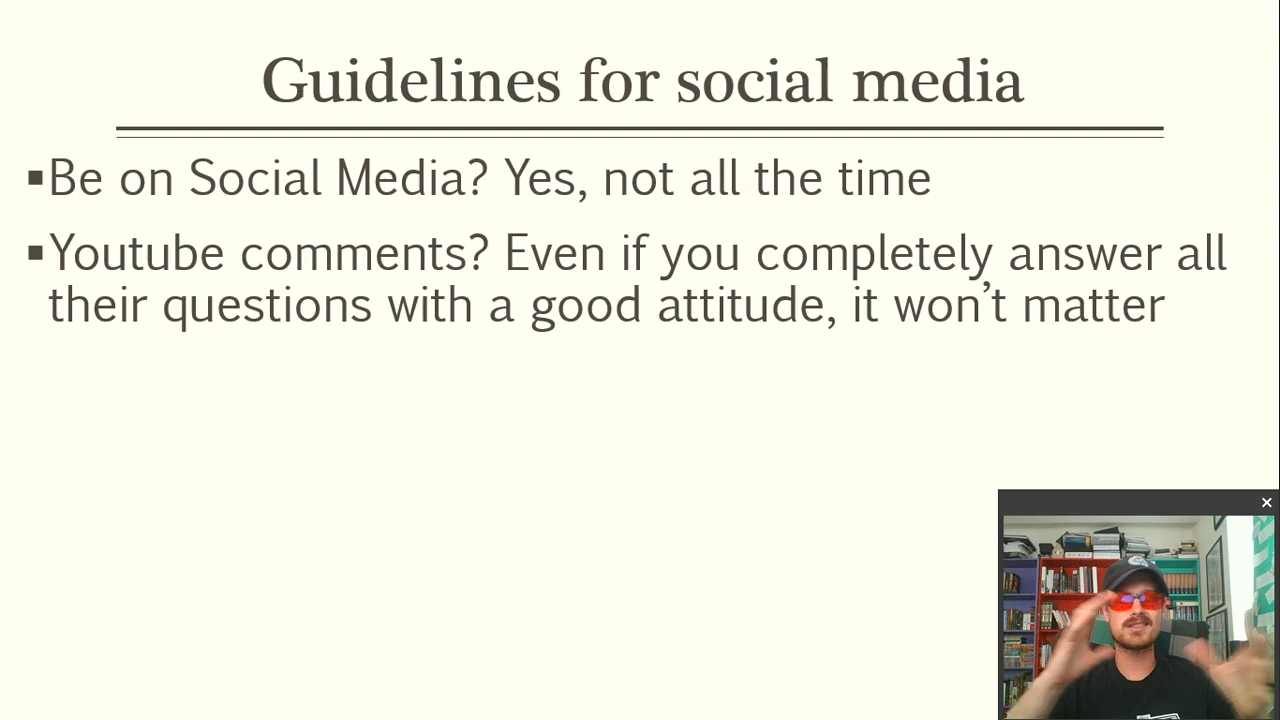 Guidelines for social media
▪Be on Social Media? Yes, not all the time
▪Youtube comments? Even if you completely answer all
their questions with a good attitude, it won’t matter